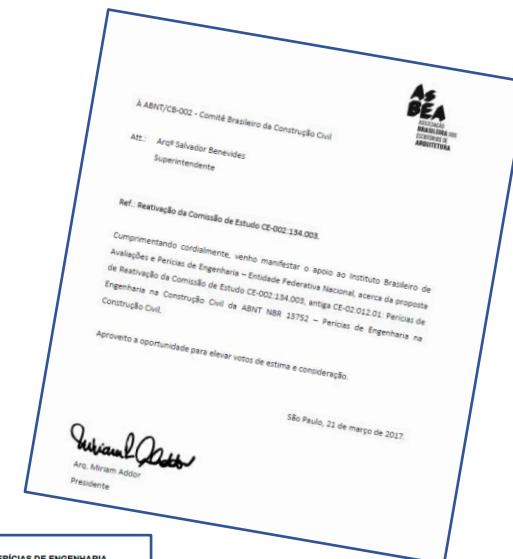 AS
BEA
ASSOCIAÇÃO
BRASILEIRA DOS
ESCRITÓRIOS DE
ARQUITETURA
À ABNT/CB-002 - Comitê Brasileiro da Construção Civil
Att.: Arqº Salvador Benevides
Superintendente
Ref.: Reativação da Comissão de Estudo CE-002:134.003.
Cumprimentando cordialmente, venho manifestar o apoio ao Instituto Brasileiro de
Avaliações e Perícias de Engenharia – Entidade Federativa Nacional, acerca da proposta
de Reativação da Comissão de Estudo CE-002:134.003, antiga CE-02:012.01: Perícias de
Engenharia na Construção Civil da ABNT NBR 13752 – Perícias de Engenharia na
Construção Civil.
Aproveito a oportunidade para elevar votos de estima e consideração.
São Paulo, 21 de março de 2017.
Miriam Addor
Arq. Miriam Addor
Presidente
PERÍCIAS DE ENGENHARIA